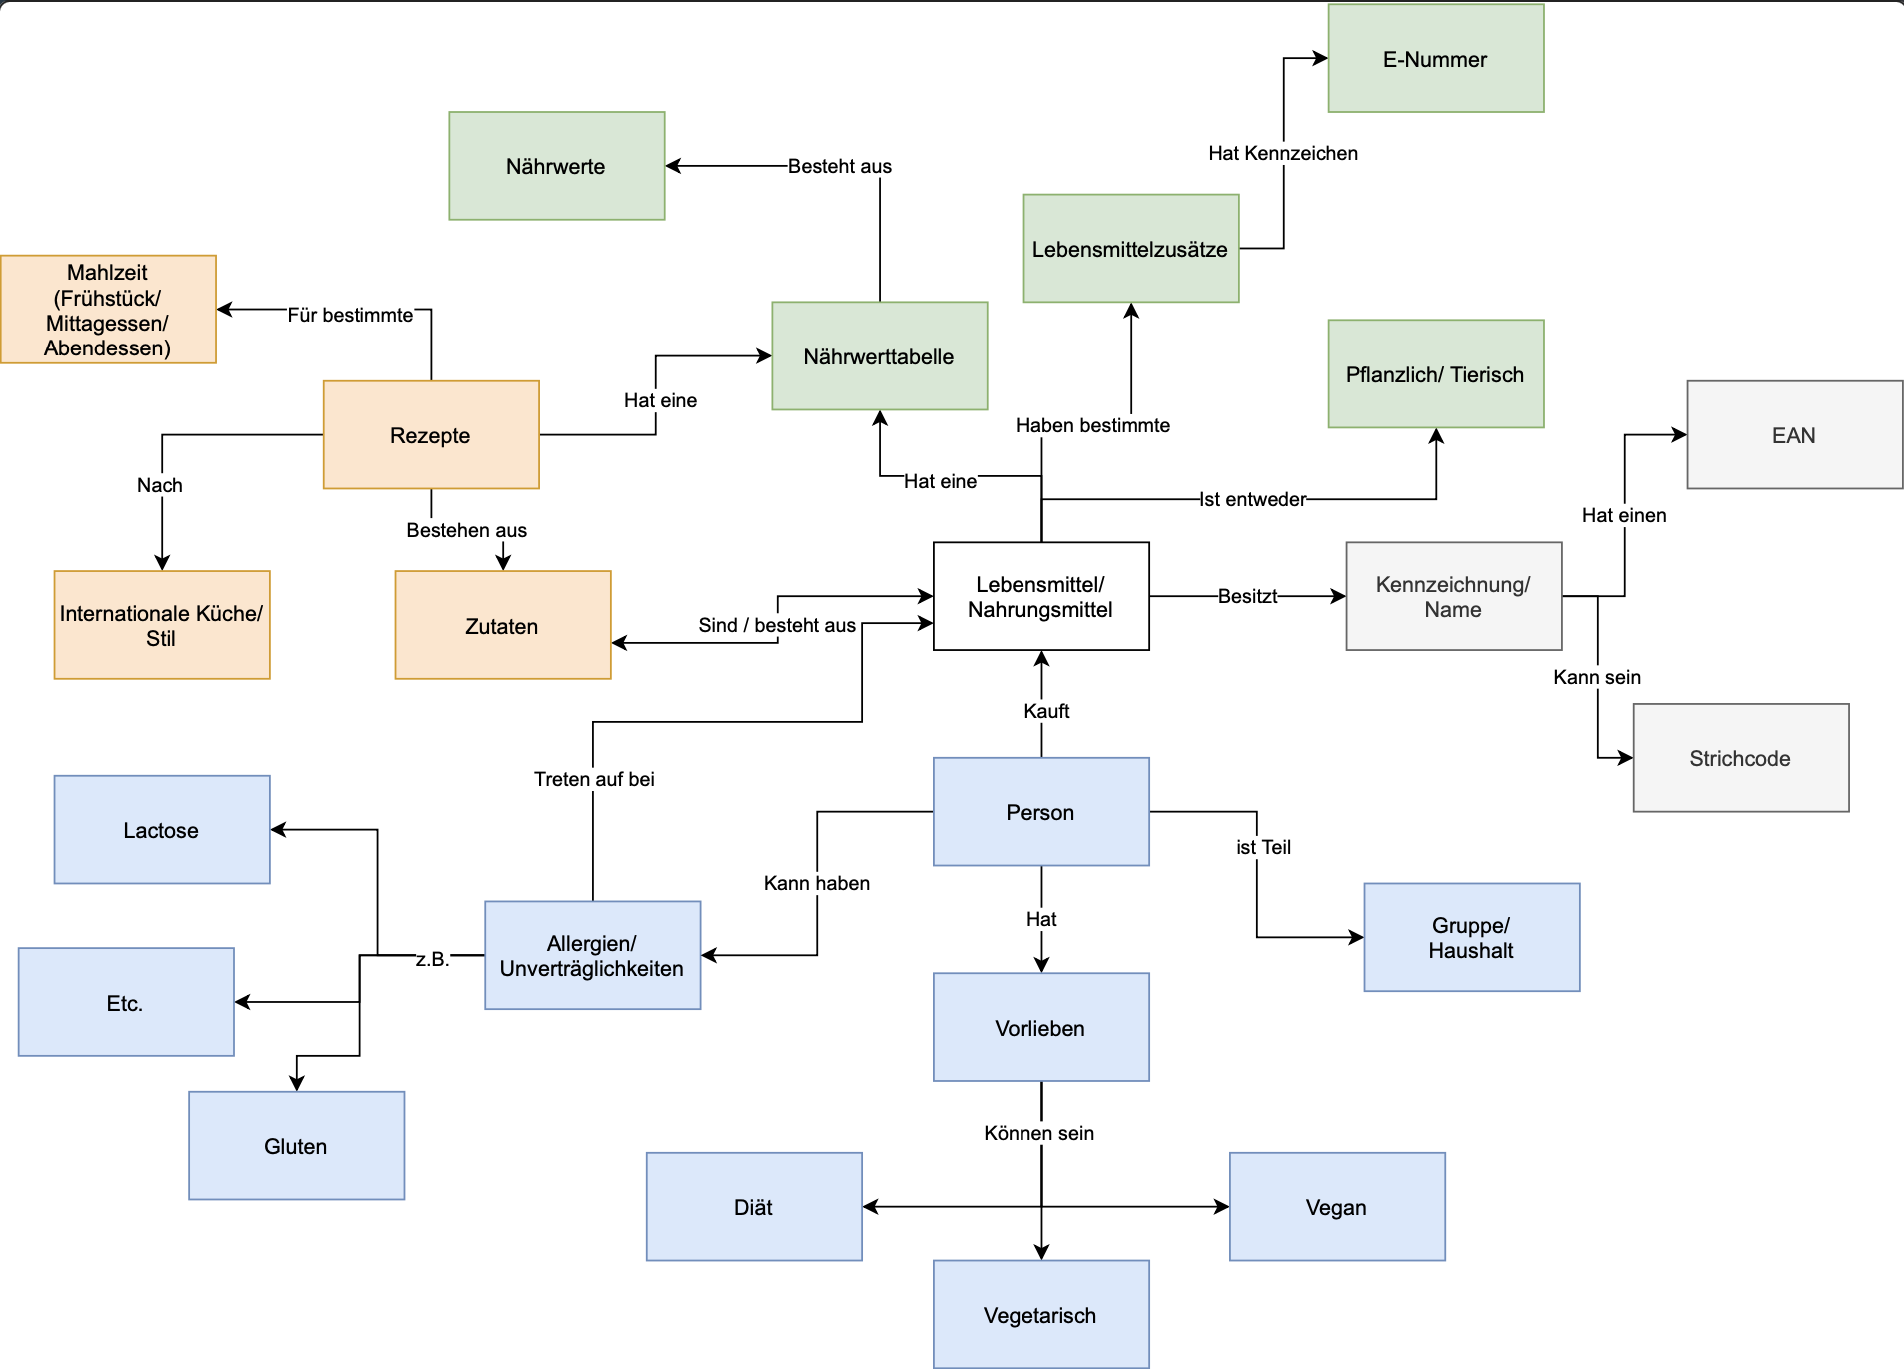 E-Nummer
Hat Kennzeichen
Nährwerte
Besteht aus
Lebensmittelzusätze
Mahlzeit
(Frühstück/
Mittagessen/
Abendessen)
Für bestimmte
Nährwerttabelle
Pflanzlich/ Tierisch
Rezepte
Hat eine
Haben bestimmte
EAN
Nach
Hat eine
Ist entweder
Hat einen
Bestehen aus
Internationale Küche/
Stil
Zutaten
Sind / besteht aus
Lebensmittel/
Nahrungsmittel
Besitzt
Kennzeichnung/
Name
Kann sein
Kauft
Strichcode
Treten auf bei
Lactose
Person
ist Teil
Kann haben
Hat
Gruppe/
Haushalt
Allergien/
Unverträglichkeiten
z.B.
Etc.
Vorlieben
Gluten
Können sein
Diät
Vegan
Vegetarisch